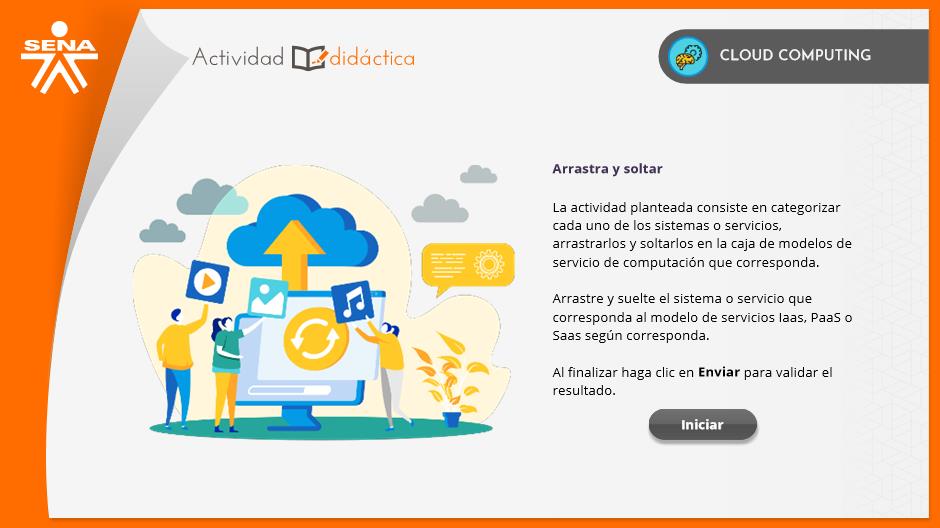 SENA
Actividad didáctica
CLOUD COMPUTING
Arrastra y soltar
La actividad planteada consiste en categorizar
cada uno de los sistemas o servicios,
arrastrarlos y soltarlos en la caja de modelos de
servicio de computación que corresponda.
Arrastre y suelte el sistema o servicio que
corresponda al modelo de servicios Iaas, PaaS o
Saas según corresponda.
Al finalizar haga clic en Enviar para validar el
resultado.
Iniciar